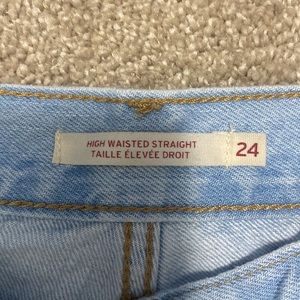 HIGH WAISTED STRAIGHT
TAILLE ÉLEVÉE DROIT
24